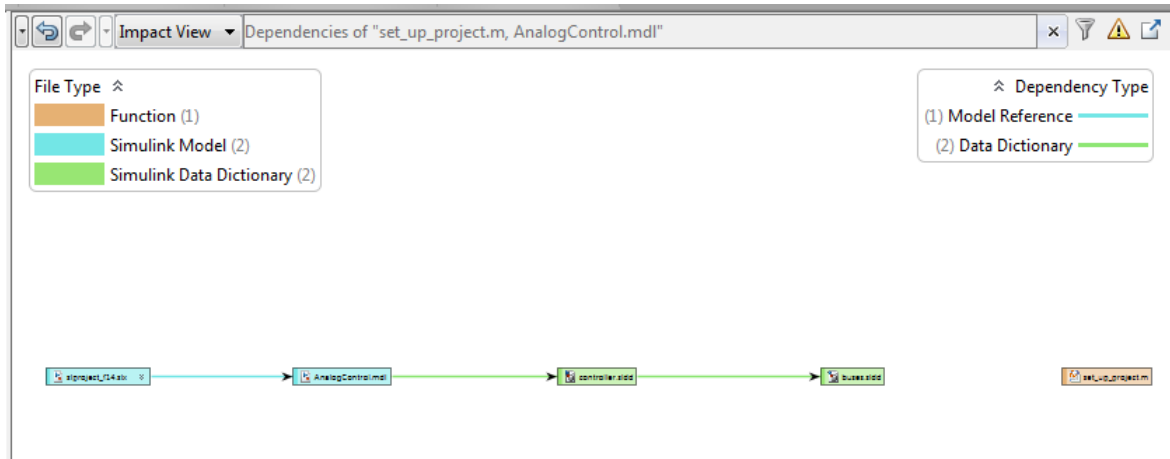 Impact View Dependencies of "set_up_project.m, AnalogControl.mdl"
File Type
Function (1)
Simulink Model (2)
Simulink Data Dictionary (2)
Dependency Type
(1) Model Reference
(2) Data Dictionary
slproject_f14.slx AnalogControl.mdl controller.sldd buses.sldd set_up_project.m